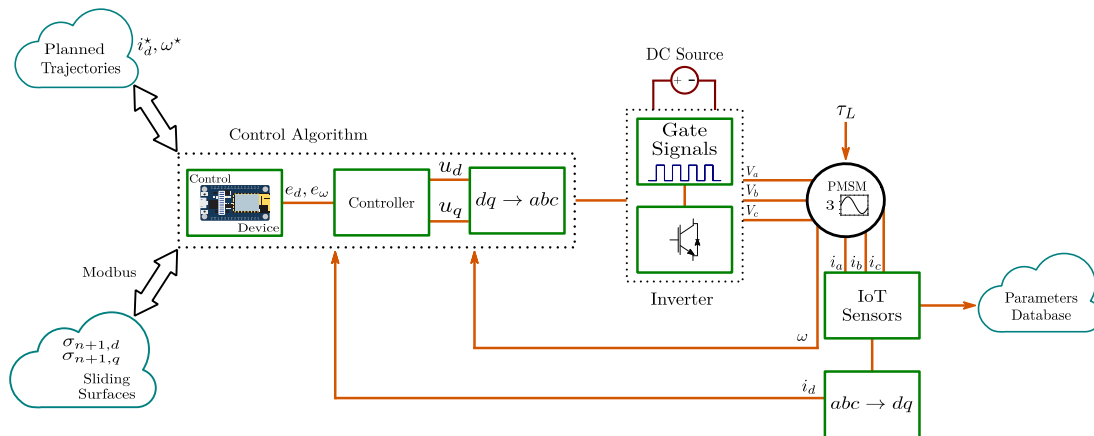 Planned
Trajectories
i_d^⋆, ω^⋆
Control Algorithm
Control
Device
e_d, e_ω
Controller
u_d
u_q
dq → abc
DC Source
+ −
Gate
Signals
Inverter
V_a
V_b
V_c
τ_L
PMSM
3
i_a
i_b
i_c
IoT
Sensors
Parameters
Database
ω
i_d
abc → dq
Modbus
σ_{n+1,d}
σ_{n+1,q}
Sliding
Surfaces